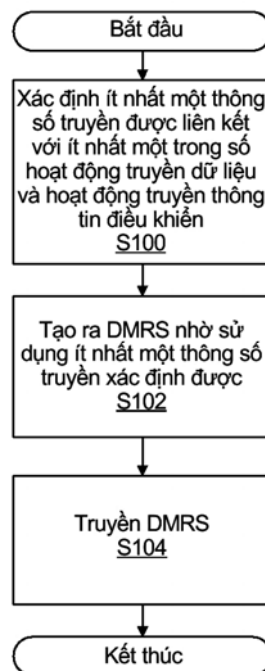 Bắt đầu
Xác định ít nhất một thông
số truyền được liên kết
với ít nhất một trong số
hoạt động truyền dữ liệu
và hoạt động truyền thông
tin điều khiển
S100
Tạo ra DMRS nhờ sử
dụng ít nhất một thông số
truyền xác định được
S102
Truyền DMRS
S104
Kết thúc